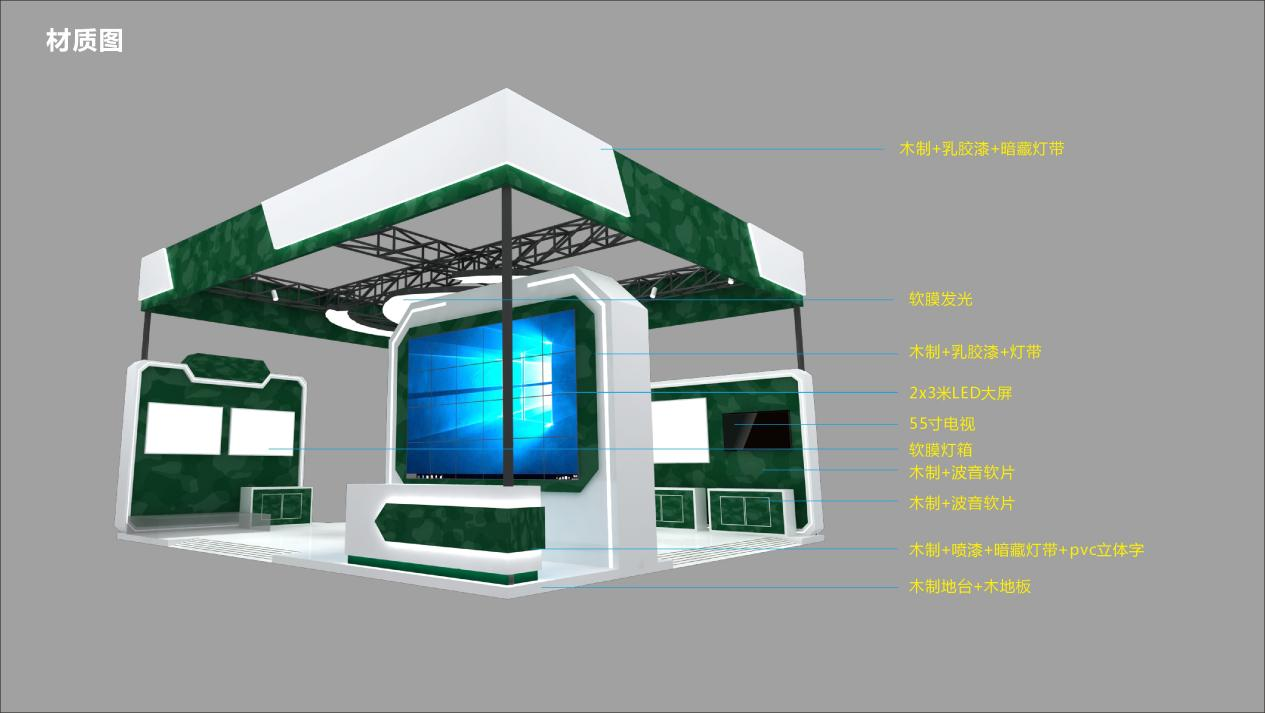 材质图
木制+乳胶漆+暗藏灯带
软膜发光
木制+乳胶漆+灯带
2x3米LED大屏
55寸电视
软膜灯箱
木制+波音软片
木制+波音软片
木制+喷漆+暗藏灯带+pvc立体字
木制地台+木地板